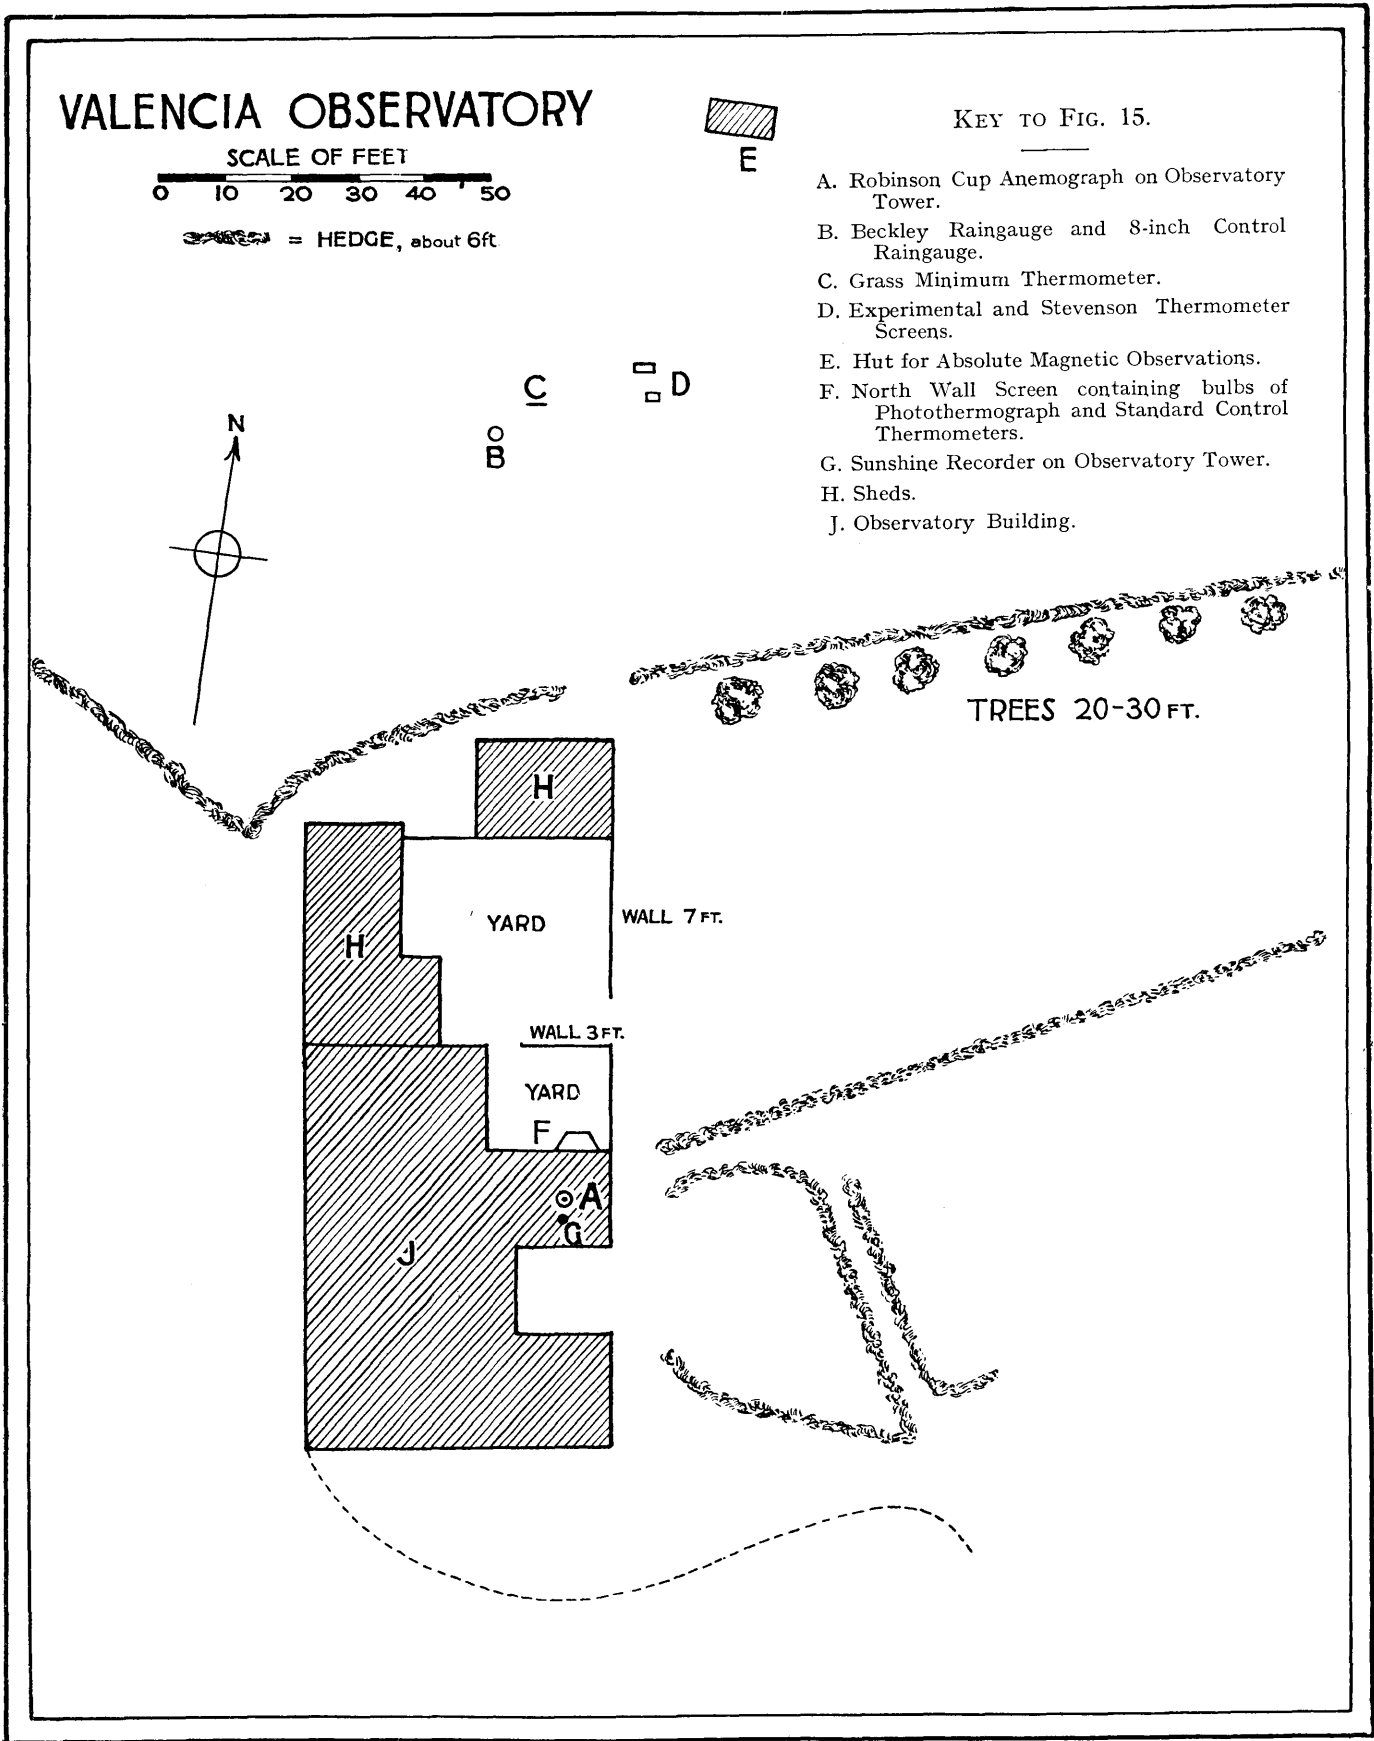 VALENCIA OBSERVATORY
SCALE OF FEET
0 10 20 30 40 50
= HEDGE, about 6ft
E
KEY TO FIG. 15.
A. Robinson Cup Anemograph on Observatory
Tower.
B. Beckley Raingauge and 8-inch Control
Raingauge.
C. Grass Minimum Thermometer.
D. Experimental and Stevenson Thermometer
Screens.
E. Hut for Absolute Magnetic Observations.
F. North Wall Screen containing bulbs of
Photothermograph and Standard Control
Thermometers.
G. Sunshine Recorder on Observatory Tower.
H. Sheds.
J. Observatory Building.
C
D
N
B
TREES 20-30 FT.
H
YARD
WALL 7 FT.
H
WALL 3 FT.
YARD
F
A
G
J